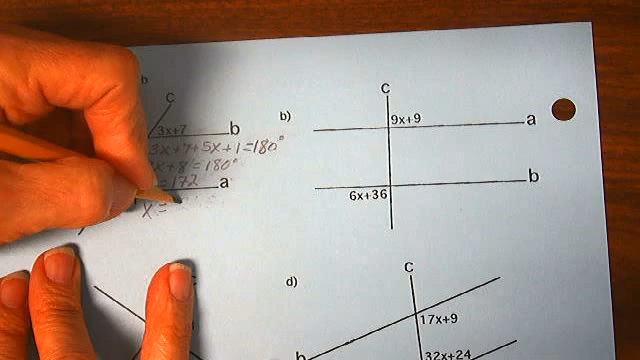 b
C
3x+7
b
3x+7+5x+1=180°
x+8=180°
=172
a
x=
b)
C
9x+9
a
b
6x+36
d)
C
17x+9
b
32x+24